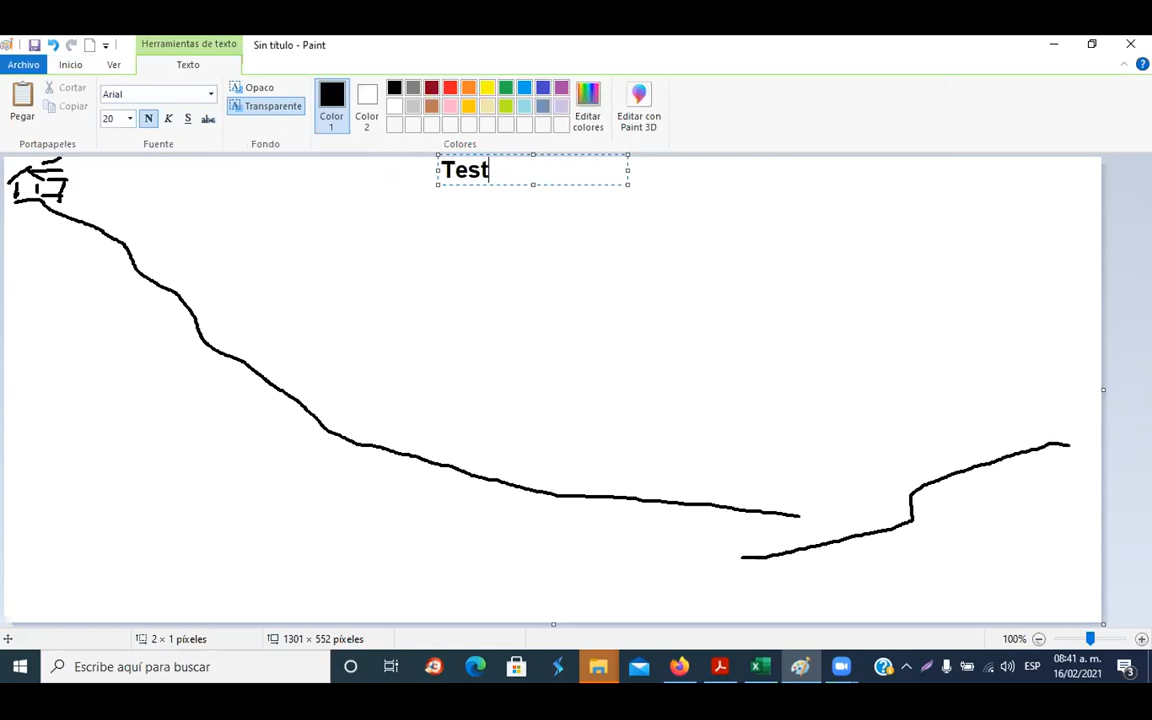 Herramientas de texto
Sin título - Paint
Archivo
Inicio
Ver
Texto
Pegar
Cortar
Copiar
Portapapeles
Arial
20
N K S abc
Fuente
Opaco
Transparente
Fondo
Color 1
Color 2
Editar colores
Colores
Editar con Paint 3D
Test
2 × 1 píxeles
1301 × 552 píxeles
100%
Escribe aquí para buscar
ESP
08:41 a. m.
16/02/2021
3